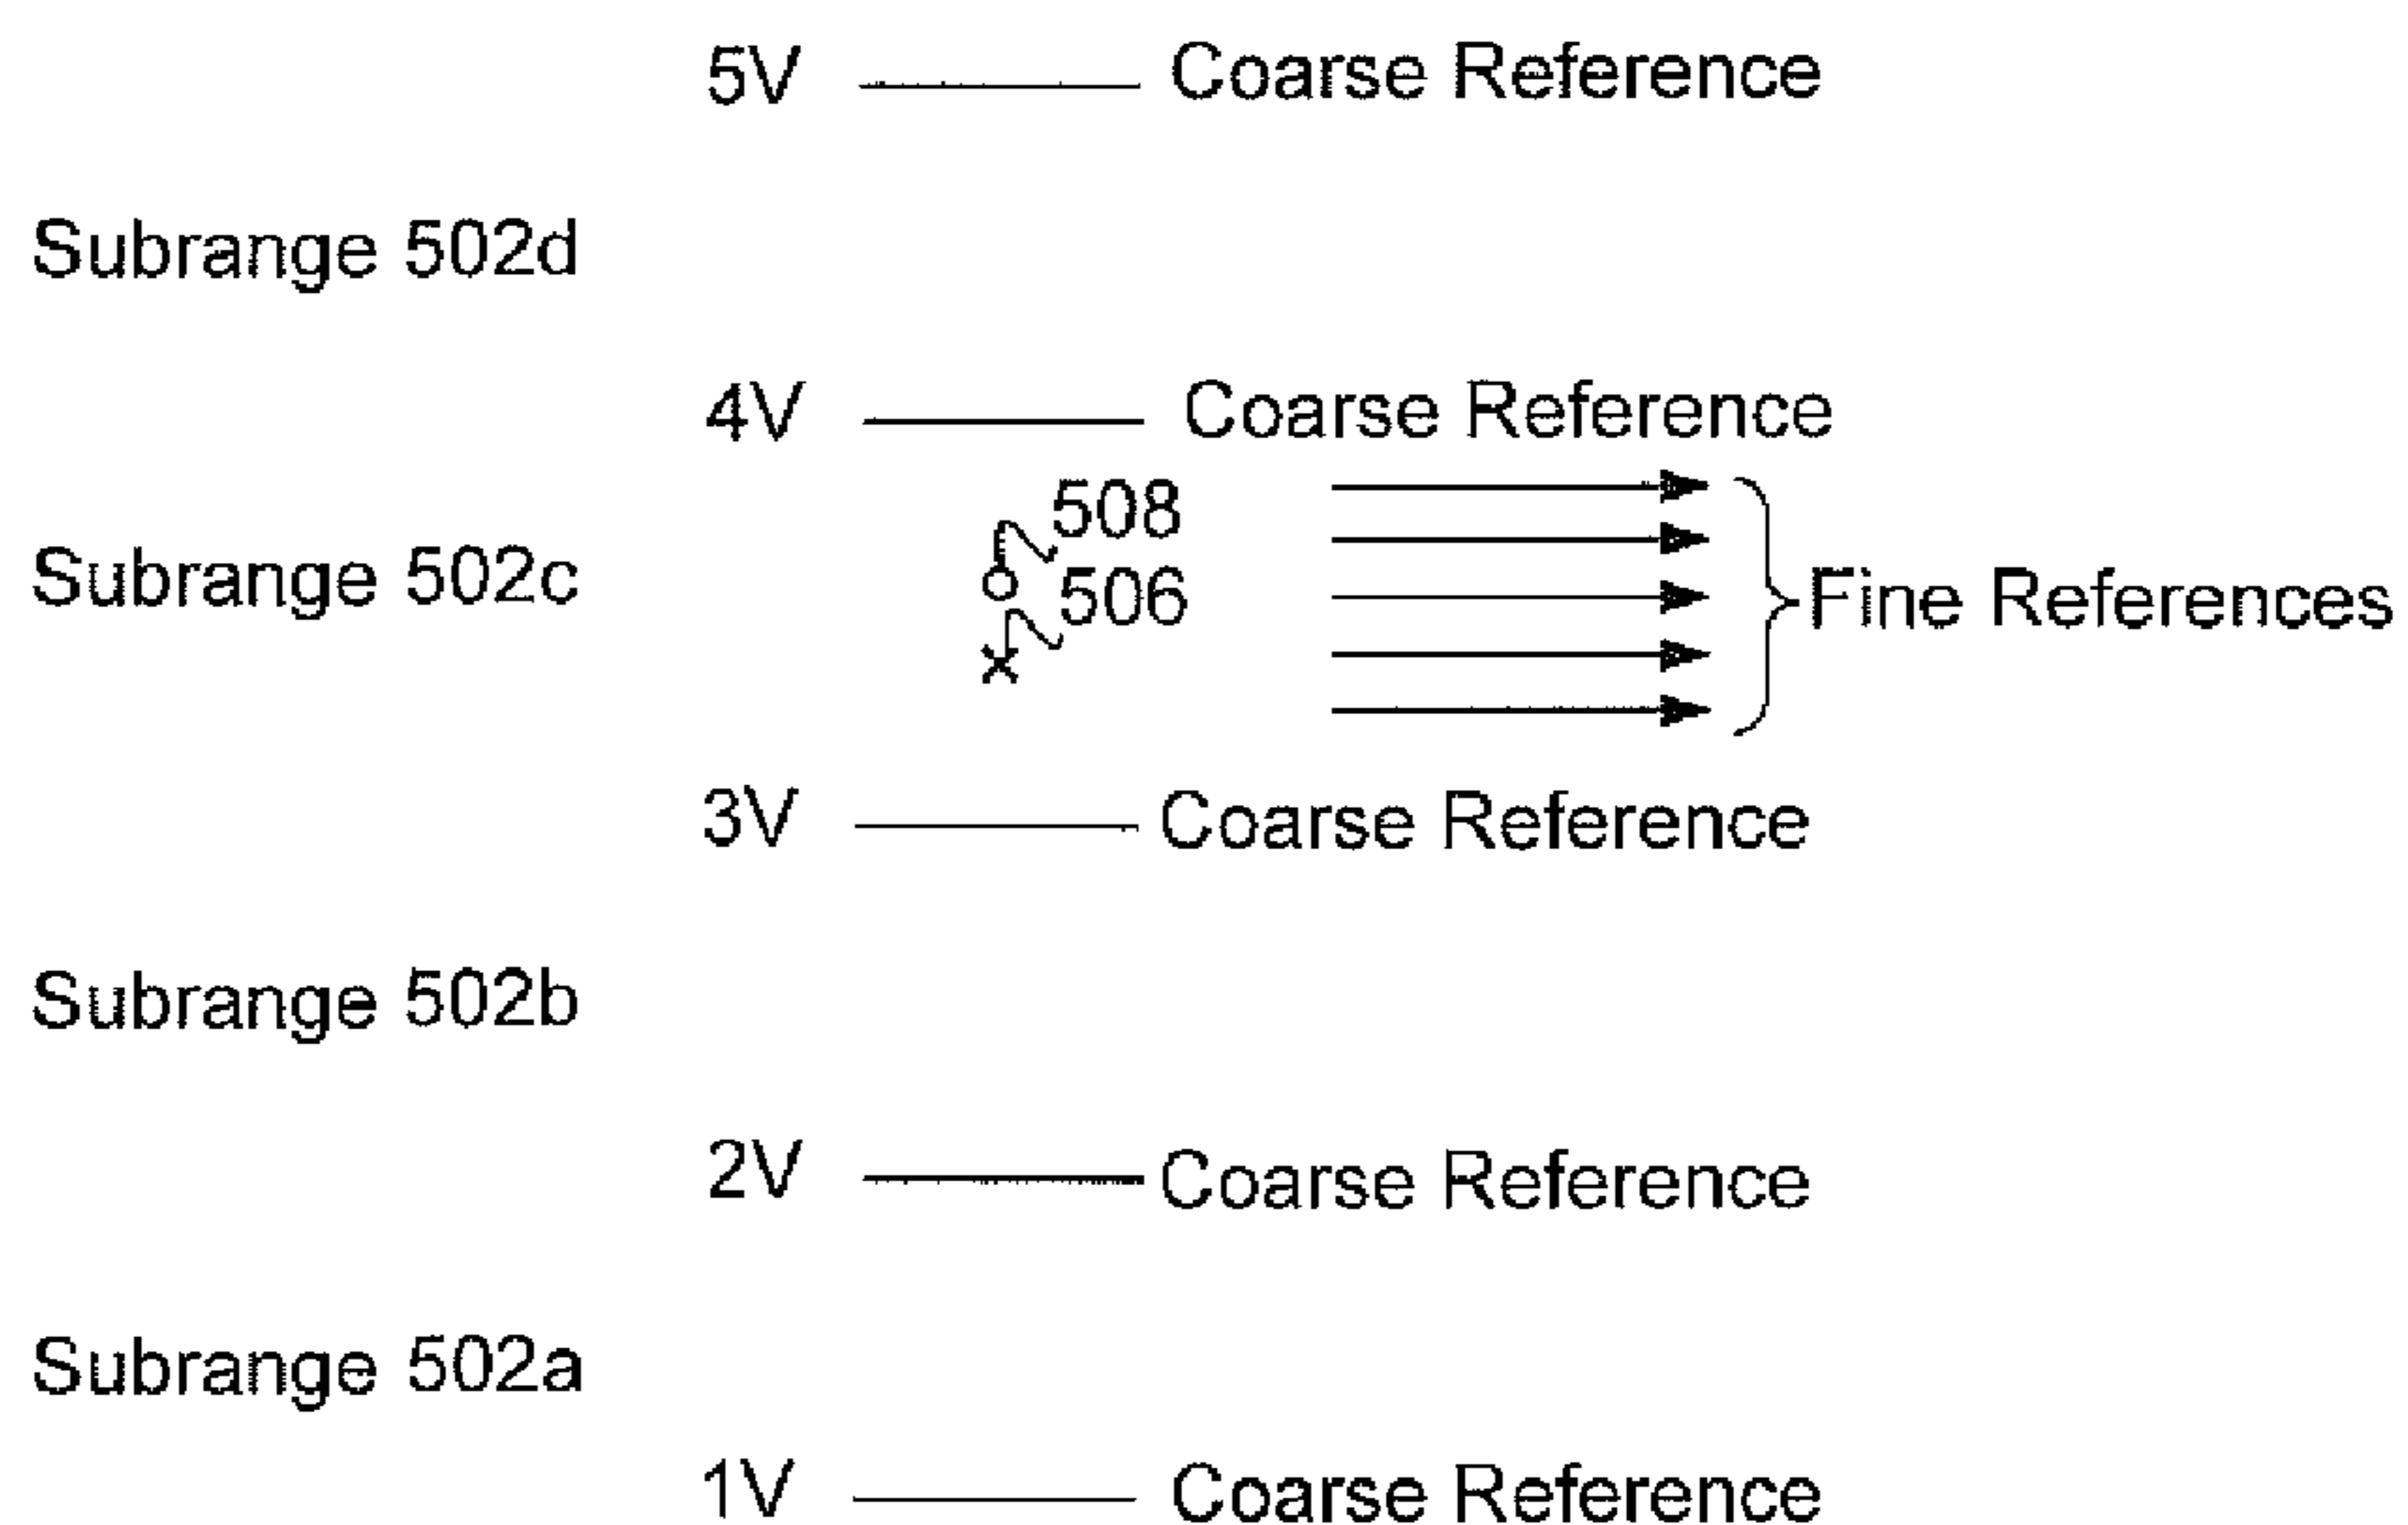 5V Coarse Reference
Subrange 502d
4V Coarse Reference
508
Subrange 502c
506
Fine References
3V Coarse Reference
Subrange 502b
2V Coarse Reference
Subrange 502a
1V Coarse Reference